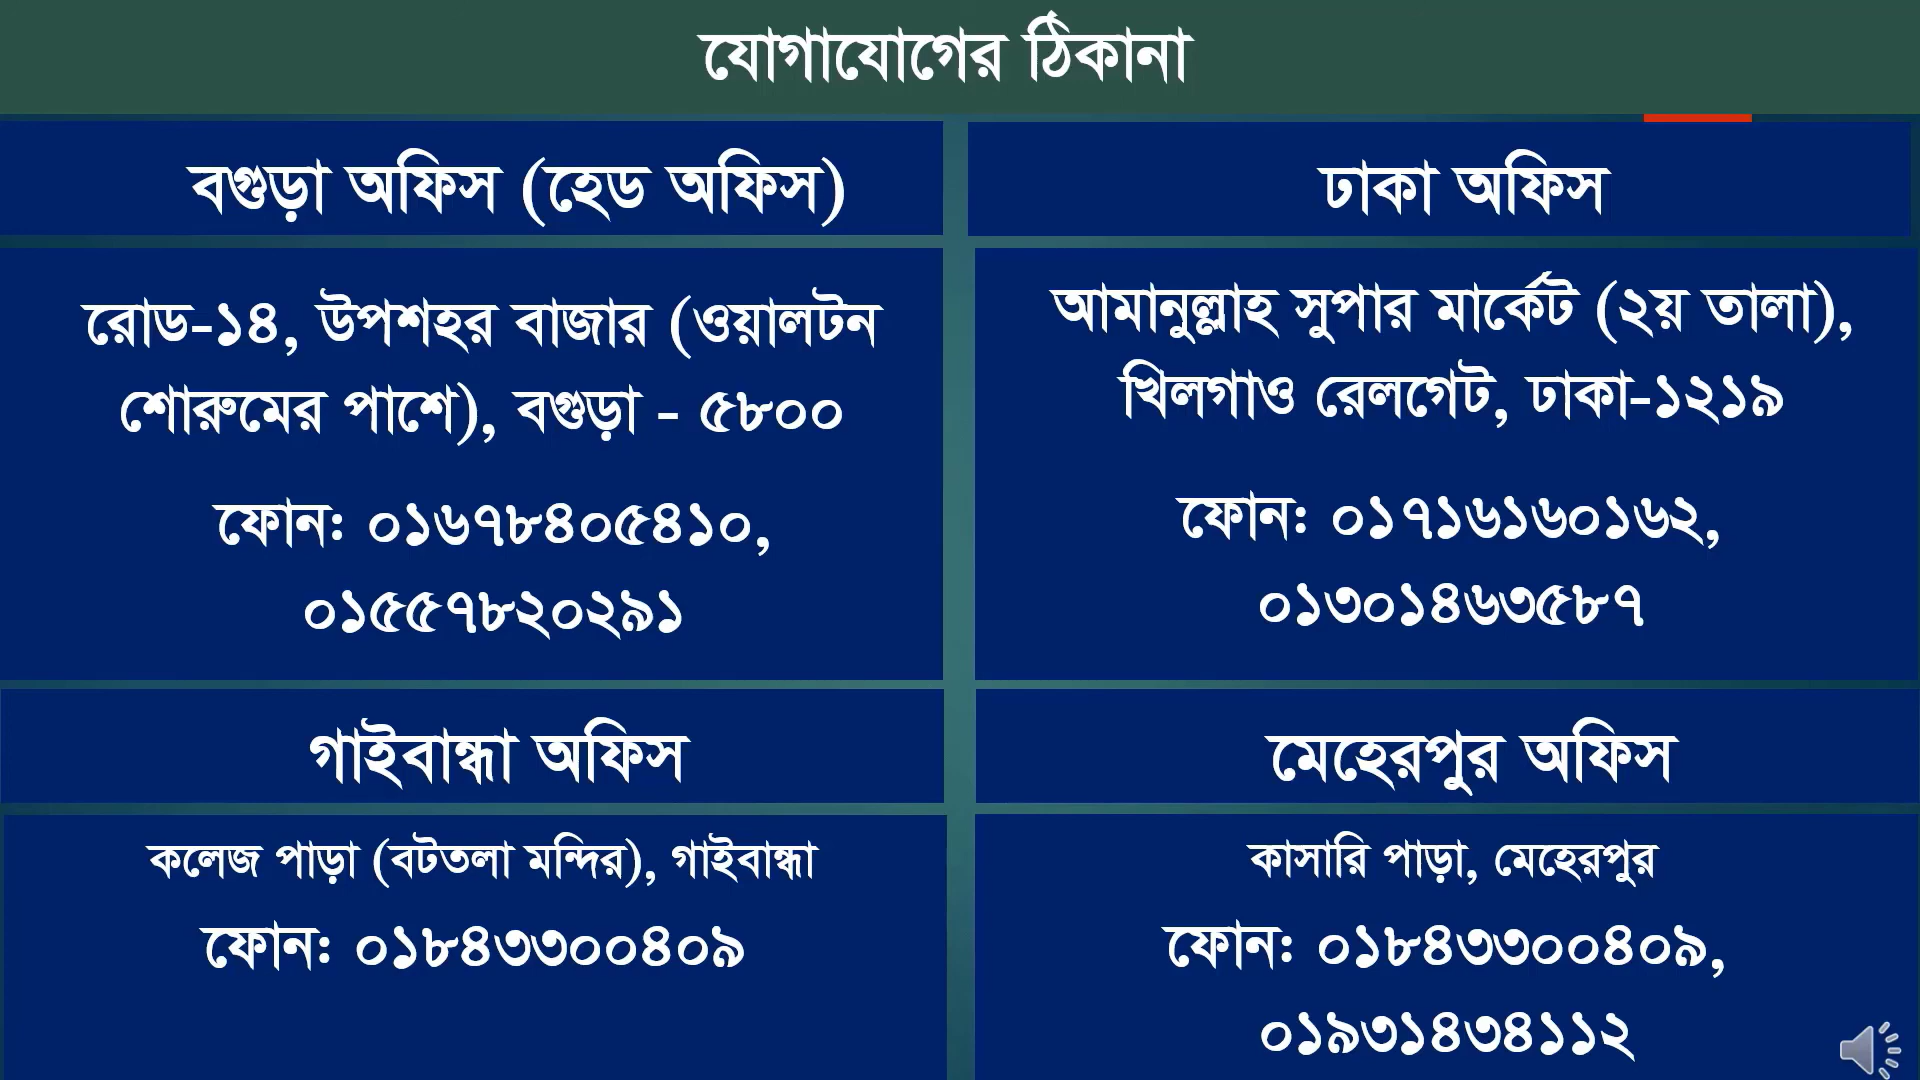 যোগাযোগের ঠিকানা
বগুড়া অফিস (হেড অফিস)
রোড-১৪, উপশহর বাজার (ওয়ালটন
শোরুমের পাশে), বগুড়া - ৫৮০০
ফোনঃ ০১৬৭৮৪০৫৪১০,
০১৫৫৭৮২০২৯১
ঢাকা অফিস
আমানুল্লাহ সুপার মার্কেট (২য় তালা),
খিলগাও রেলগেট, ঢাকা-১২১৯
ফোনঃ ০১৭১৬১৬০১৬২,
০১৩০১৪৬৩৫৮৭
গাইবান্ধা অফিস
কলেজ পাড়া (বটতলা মন্দির), গাইবান্ধা
ফোনঃ ০১৮৪৩৩০০৪০৯
মেহেরপুর অফিস
কাসারি পাড়া, মেহেরপুর
ফোনঃ ০১৮৪৩৩০০৪০৯,
০১৯৩১৪৩৪১১২